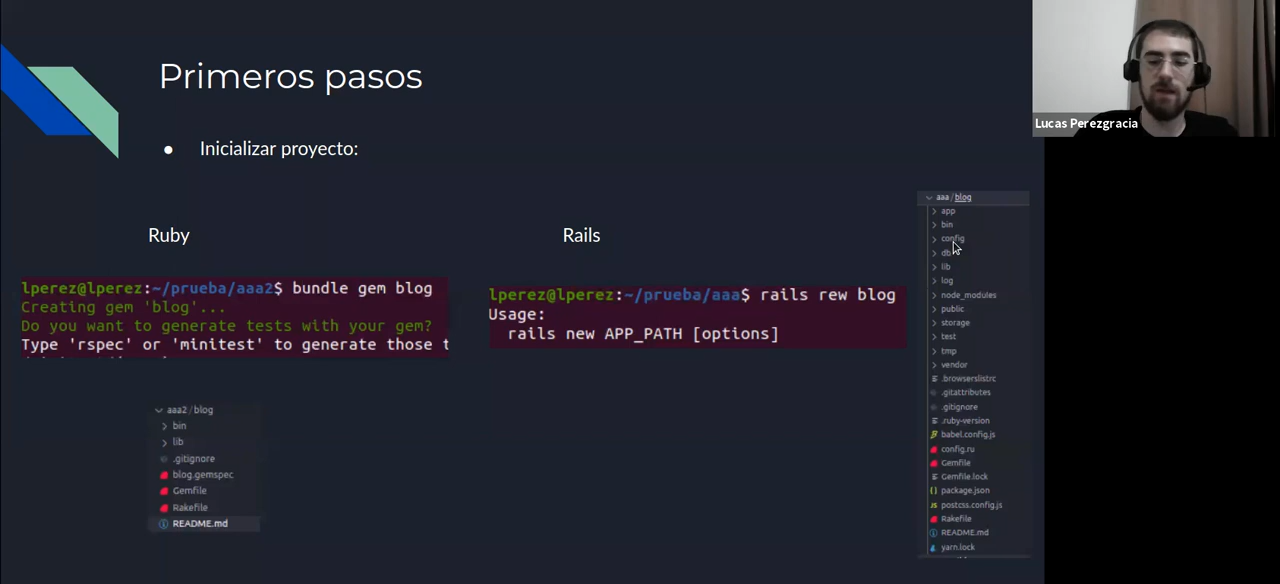 Primeros pasos
Lucas Perezgracia
● Inicializar proyecto:
Ruby
Rails
lperez@lperez:~/prueba/aaa2$ bundle gem blog
Creating gem 'blog'...
Do you want to generate tests with your gem?
Type 'rspec' or 'minitest' to generate those t
lperez@lperez:~/prueba/aaa$ rails rew blog
Usage:
rails new APP_PATH [options]
aaa2 / blog
bin
lib
.gitignore
blog.gemspec
Gemfile
Rakefile
README.md
aaa / blog
app
bin
config
db
lib
log
node_modules
public
storage
test
tmp
vendor
.browserslistrc
.gitattributes
.gitignore
.ruby-version
babel.config.js
config.ru
Gemfile
Gemfile.lock
package.json
postcss.config.js
Rakefile
README.md
yarn.lock